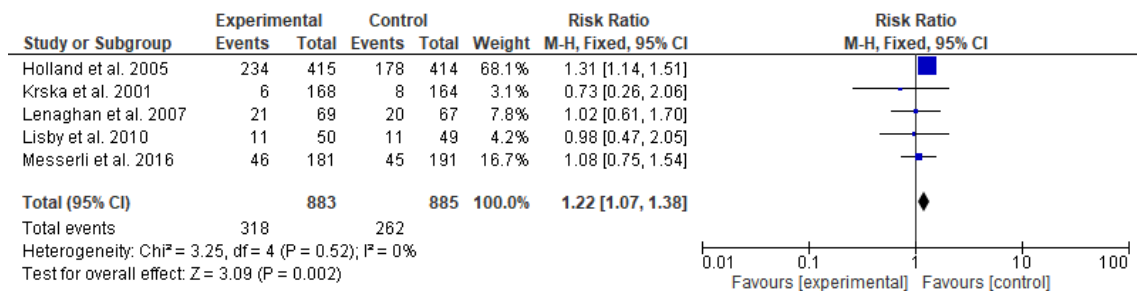 Experimental Control Risk Ratio Risk Ratio
Study or Subgroup Events Total Events Total Weight M-H, Fixed, 95% CI M-H, Fixed, 95% CI
Holland et al. 2005 234 415 178 414 68.1% 1.31 [1.14, 1.51]
Krska et al. 2001 6 168 8 164 3.1% 0.73 [0.26, 2.06]
Lenaghan et al. 2007 21 69 20 67 7.8% 1.02 [0.61, 1.70]
Lisby et al. 2010 11 50 11 49 4.2% 0.98 [0.47, 2.05]
Messerli et al. 2016 46 181 45 191 16.7% 1.08 [0.75, 1.54]
Total (95% CI) 883 885 100.0% 1.22 [1.07, 1.38]
Total events 318 262
Heterogeneity: Chi² = 3.25, df = 4 (P = 0.52); I² = 0%
Test for overall effect: Z = 3.09 (P = 0.002)
0.01 0.1 1 10 100
Favours [experimental] Favours [control]